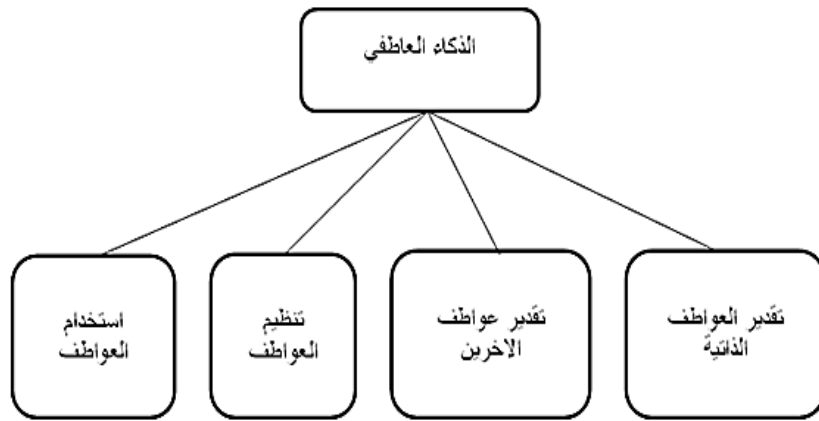 الذكاء العاطفي
تقدير العواطف
الذاتية
تقدير عواطف
الاخرين
تنظيم
العواطف
استخدام
العواطف